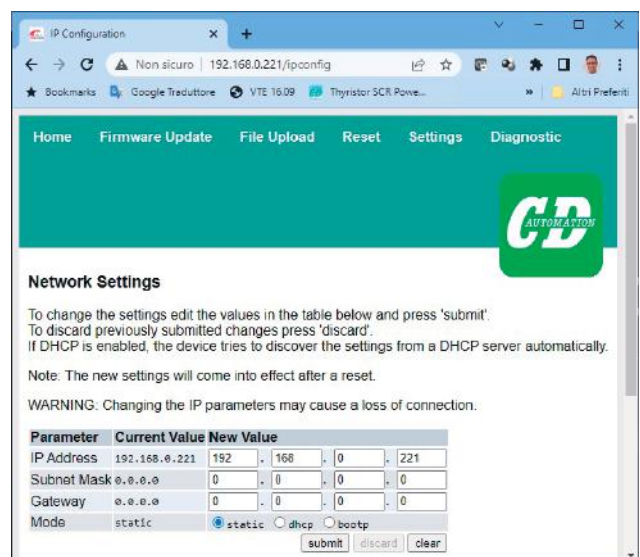 IP Configuration
Non sicuro | 192.168.0.221/ipconfig
Bookmarks Google Traduttore VTE 16.09 Thyristor SCR Powe... » Altri Preferiti
Home Firmware Update File Upload Reset Settings Diagnostic
CD
AUTOMATION
Network Settings
To change the settings edit the values in the table below and press 'submit'.
To discard previously submitted changes press 'discard'.
If DHCP is enabled, the device tries to discover the settings from a DHCP server automatically.
Note: The new settings will come into effect after a reset.
WARNING: Changing the IP parameters may cause a loss of connection.
Parameter Current Value New Value
IP Address 192.168.0.221 192 . 168 . 0 . 221
Subnet Mask 0.0.0.0 0 . 0 . 0 . 0
Gateway 0.0.0.0 0 . 0 . 0 . 0
Mode static static dhcp bootp
submit discard clear